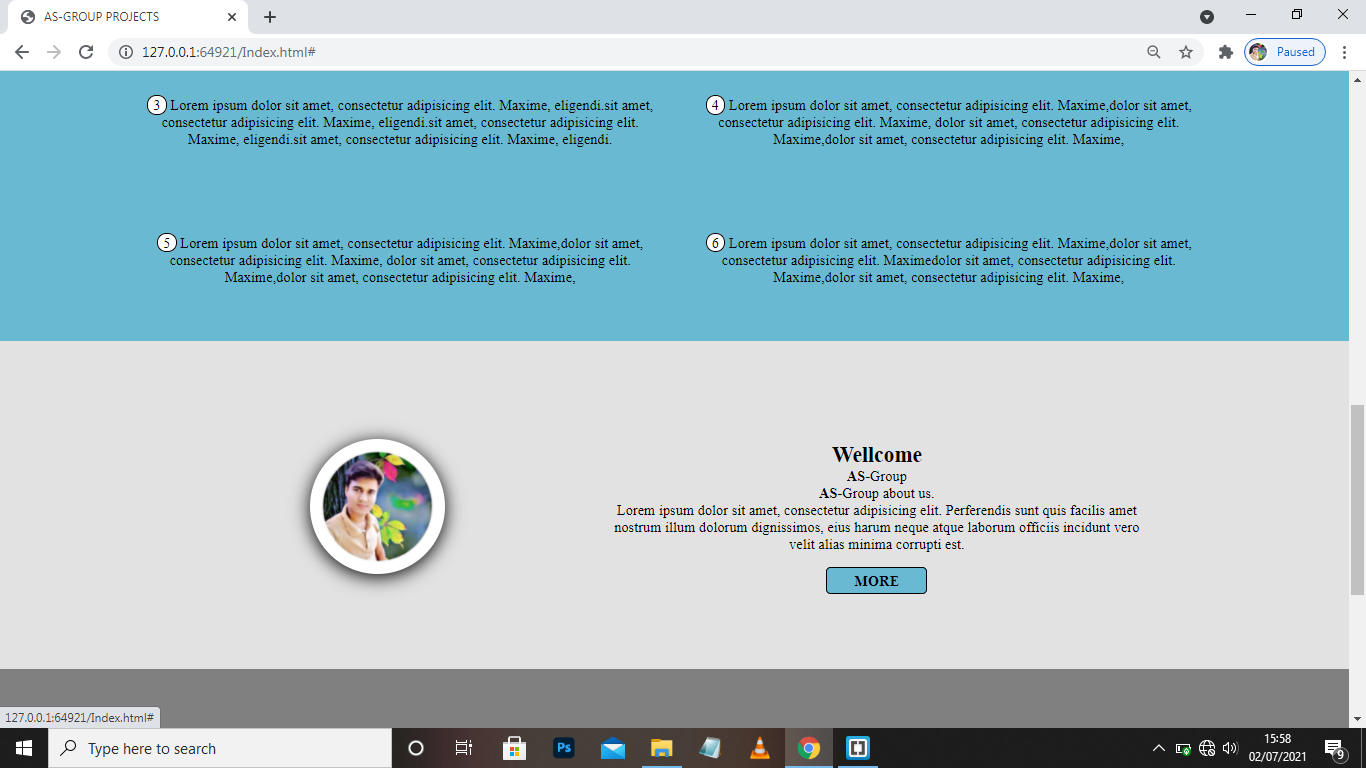 AS-GROUP PROJECTS
127.0.0.1:64921/Index.html#
Paused
3 Lorem ipsum dolor sit amet, consectetur adipisicing elit. Maxime, eligendi.sit amet,
consectetur adipisicing elit. Maxime, eligendi.sit amet, consectetur adipisicing elit.
Maxime, eligendi.sit amet, consectetur adipisicing elit. Maxime, eligendi.
4 Lorem ipsum dolor sit amet, consectetur adipisicing elit. Maxime,dolor sit amet,
consectetur adipisicing elit. Maxime, dolor sit amet, consectetur adipisicing elit.
Maxime,dolor sit amet, consectetur adipisicing elit. Maxime,
5 Lorem ipsum dolor sit amet, consectetur adipisicing elit. Maxime,dolor sit amet,
consectetur adipisicing elit. Maxime, dolor sit amet, consectetur adipisicing elit.
Maxime,dolor sit amet, consectetur adipisicing elit. Maxime,
6 Lorem ipsum dolor sit amet, consectetur adipisicing elit. Maxime,dolor sit amet,
consectetur adipisicing elit. Maximedolor sit amet, consectetur adipisicing elit.
Maxime,dolor sit amet, consectetur adipisicing elit. Maxime,
Wellcome
AS-Group
AS-Group about us.
Lorem ipsum dolor sit amet, consectetur adipisicing elit. Perferendis sunt quis facilis amet
nostrum illum dolorum dignissimos, eius harum neque atque laborum officiis incidunt vero
velit alias minima corrupti est.
MORE
127.0.0.1:64921/Index.html#
Type here to search
Ps
15:58
02/07/2021
9